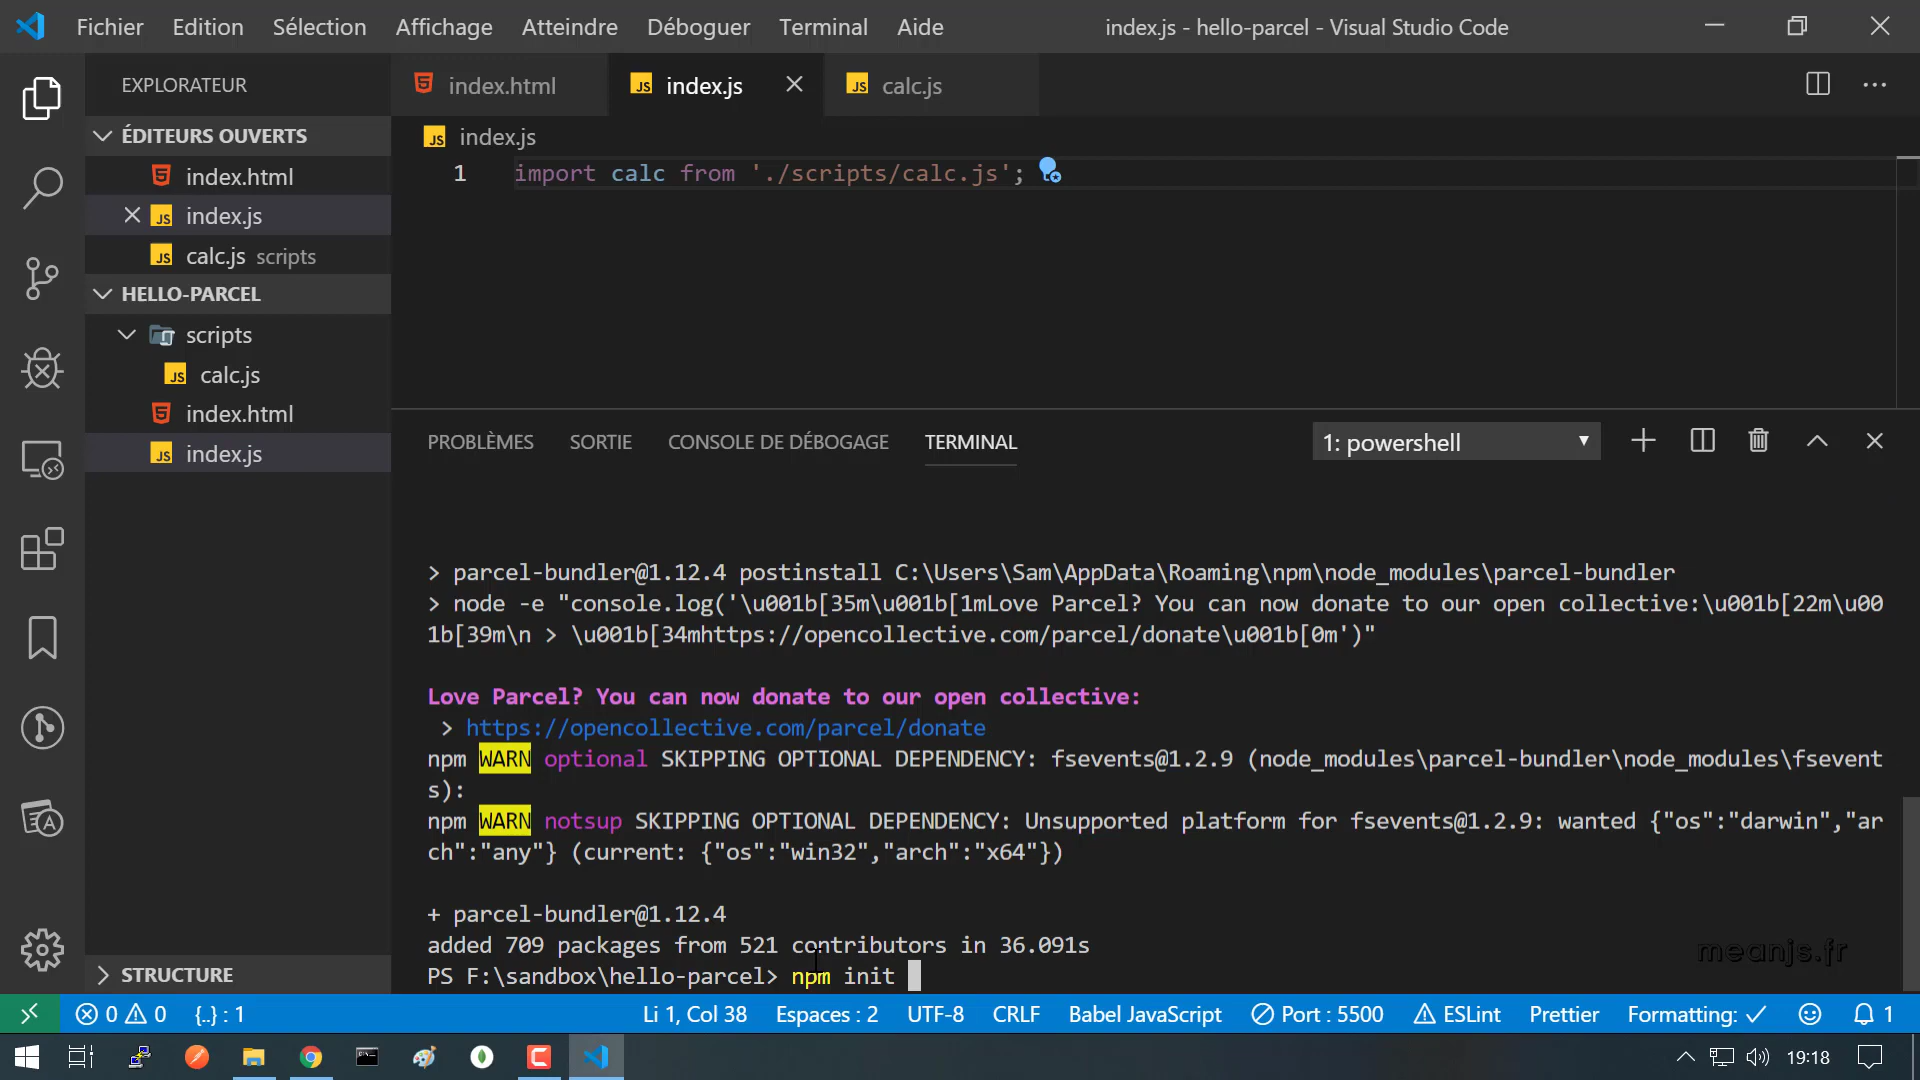 Fichier Edition Sélection Affichage Atteindre Déboguer Terminal Aide index.js - hello-parcel - Visual Studio Code
EXPLORATEUR
index.html
index.js
calc.js
ÉDITEURS OUVERTS
index.html
index.js
calc.js scripts
HELLO-PARCEL
scripts
calc.js
index.html
index.js
STRUCTURE
index.js
1 import calc from './scripts/calc.js';
PROBLÈMES SORTIE CONSOLE DE DÉBOGAGE TERMINAL 1: powershell
> parcel-bundler@1.12.4 postinstall C:\Users\Sam\AppData\Roaming\npm\node_modules\parcel-bundler
> node -e "console.log('\u001b[35m\u001b[1mLove Parcel? You can now donate to our open collective:\u001b[22m\u00
1b[39m\n > \u001b[34mhttps://opencollective.com/parcel/donate\u001b[0m')"
Love Parcel? You can now donate to our open collective:
> https://opencollective.com/parcel/donate
npm WARN optional SKIPPING OPTIONAL DEPENDENCY: fsevents@1.2.9 (node_modules\parcel-bundler\node_modules\fsevent
s):
npm WARN notsup SKIPPING OPTIONAL DEPENDENCY: Unsupported platform for fsevents@1.2.9: wanted {"os":"darwin","ar
ch":"any"} (current: {"os":"win32","arch":"x64"})
+ parcel-bundler@1.12.4
added 709 packages from 521 contributors in 36.091s
PS F:\sandbox\hello-parcel> npm init
meanjs.fr
0 0 {..} : 1 Li 1, Col 38 Espaces : 2 UTF-8 CRLF Babel JavaScript Port : 5500 ESLint Prettier Formatting: 1
19:18